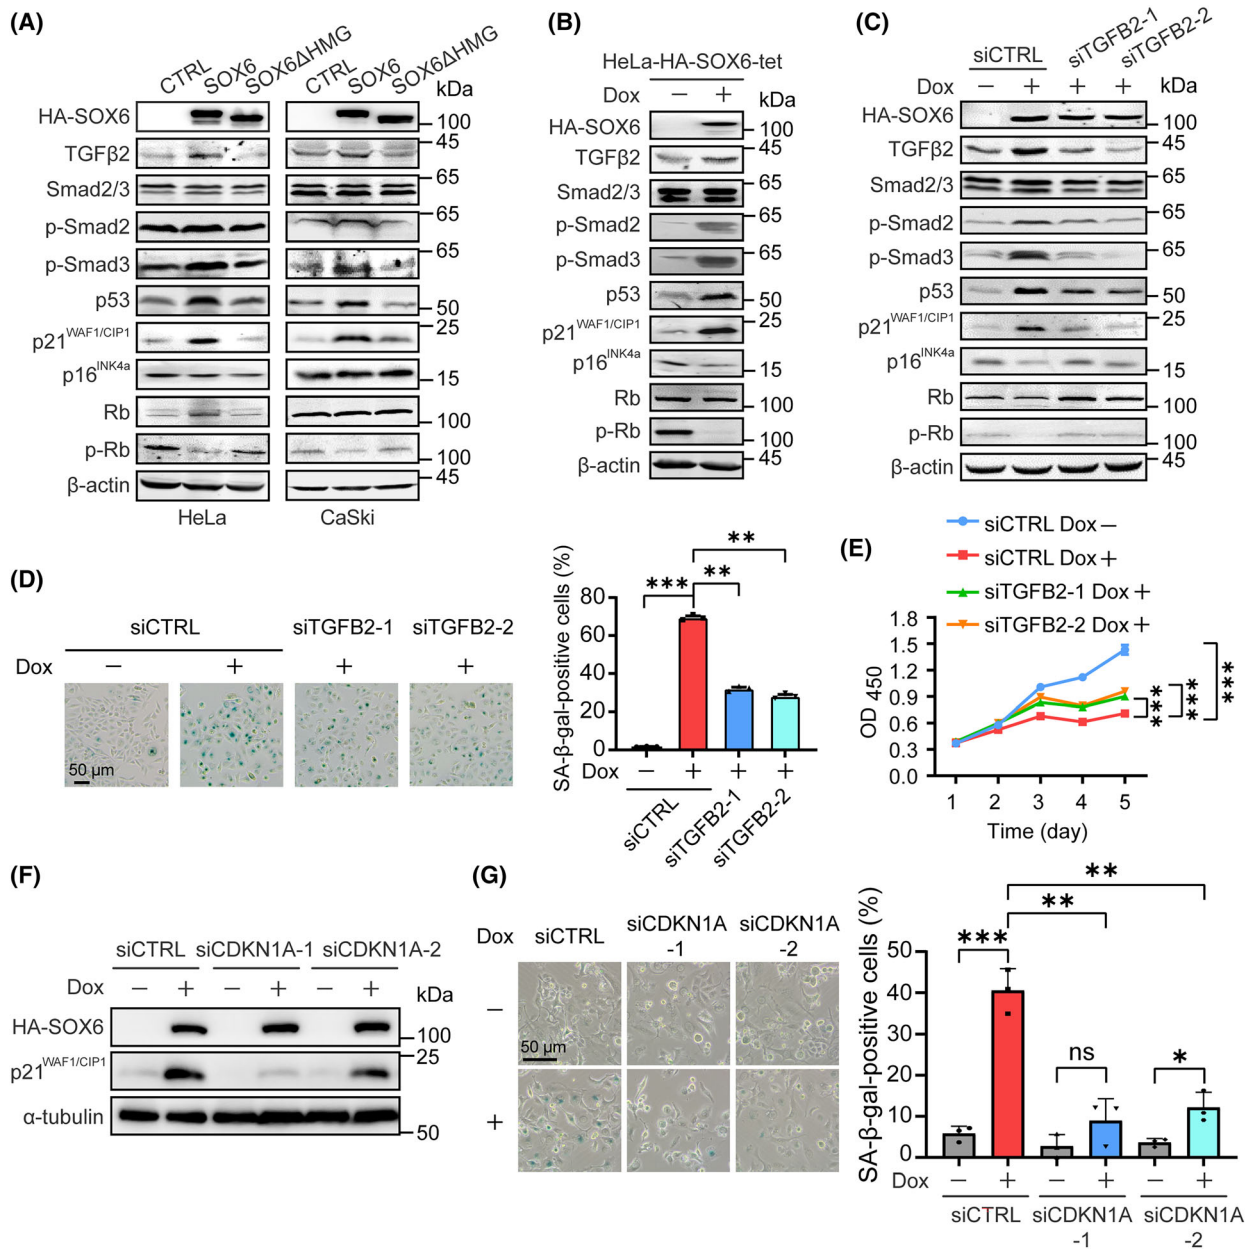 (A)
CTRL SOX6 SOX6ΔHMG CTRL SOX6 SOX6ΔHMG kDa
HA-SOX6 100
TGFβ2 45
Smad2/3 65
p-Smad2 65
p-Smad3 65
p53 50
p21WAF1/CIP1 25
p16INK4a 15
Rb 100
p-Rb 100
β-actin 45
HeLa CaSki
(B)
HeLa-HA-SOX6-tet
Dox − + kDa
HA-SOX6 100
TGFβ2 45
Smad2/3 65
p-Smad2 65
p-Smad3 65
p53 50
p21WAF1/CIP1 25
p16INK4a 15
Rb 100
p-Rb 100
β-actin 45
(C)
siCTRL siTGFB2-1 siTGFB2-2
Dox − + + + kDa
HA-SOX6 100
TGFβ2 45
Smad2/3 65
p-Smad2 65
p-Smad3 65
p53 50
p21WAF1/CIP1 25
p16INK4a 15
Rb 100
p-Rb 100
β-actin 45
(D)
siCTRL siTGFB2-1 siTGFB2-2
Dox − + + +
50 μm
SA-β-gal-positive cells (%)
80
60
40
20
0
*** ** **
Dox − + + +
siCTRL siTGFB2-1 siTGFB2-2
(E)
siCTRL Dox −
siCTRL Dox +
siTGFB2-1 Dox +
siTGFB2-2 Dox +
OD 450
1.8
1.5
1.2
0.9
0.6
0.3
0.0
*** *** ***
1 2 3 4 5
Time (day)
(F)
siCTRL siCDKN1A-1 siCDKN1A-2
Dox − + − + − + kDa
HA-SOX6 100
p21WAF1/CIP1 25
α-tubulin 50
(G)
Dox siCTRL siCDKN1A siCDKN1A
-1 -2
−
50 μm
+
SA-β-gal-positive cells (%)
50
40
30
20
10
0
**
**
***
ns
*
Dox − + − + − +
siCTRL siCDKN1A siCDKN1A
-1 -2